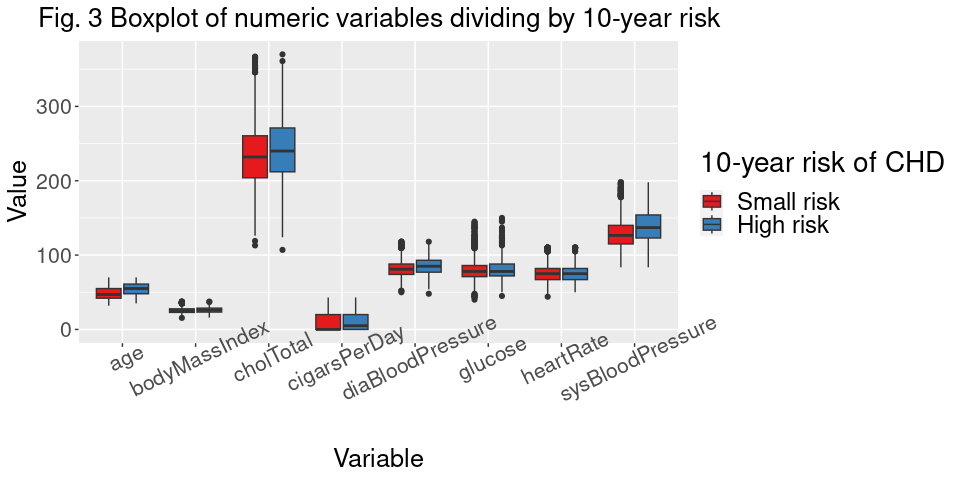 Fig. 3 Boxplot of numeric variables dividing by 10-year risk
Value
300
200
100
0
age
bodyMassIndex
cholTotal
cigarsPerDay
diaBloodPressure
glucose
heartRate
sysBloodPressure
Variable
10-year risk of CHD
Small risk
High risk